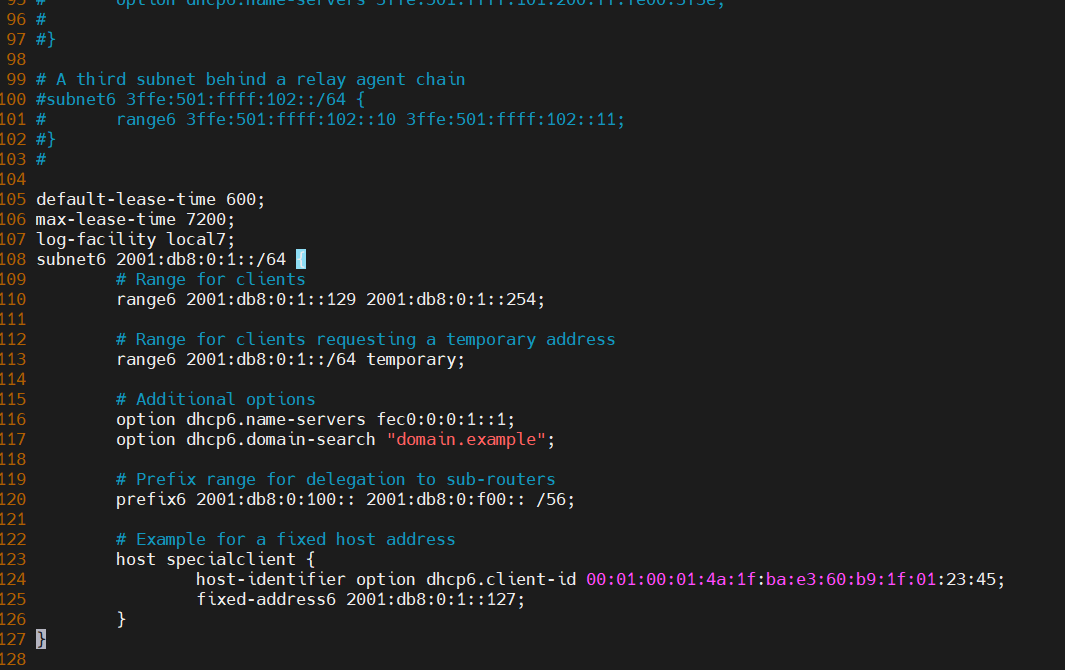 95 #       option dhcp6.name-servers 3ffe:501:ffff:101:200:ff:fe00:3f3e;
96 #
97 #}
98
99 # A third subnet behind a relay agent chain
100 #subnet6 3ffe:501:ffff:102::/64 {
101 #       range6 3ffe:501:ffff:102::10 3ffe:501:ffff:102::11;
102 #}
103 #
104
105 default-lease-time 600;
106 max-lease-time 7200;
107 log-facility local7;
108 subnet6 2001:db8:0:1::/64 {
109         # Range for clients
110         range6 2001:db8:0:1::129 2001:db8:0:1::254;
111
112         # Range for clients requesting a temporary address
113         range6 2001:db8:0:1::/64 temporary;
114
115         # Additional options
116         option dhcp6.name-servers fec0:0:0:1::1;
117         option dhcp6.domain-search "domain.example";
118
119         # Prefix range for delegation to sub-routers
120         prefix6 2001:db8:0:100:: 2001:db8:0:f00:: /56;
121
122         # Example for a fixed host address
123         host specialclient {
124                 host-identifier option dhcp6.client-id 00:01:00:01:4a:1f:ba:e3:60:b9:1f:01:23:45;
125                 fixed-address6 2001:db8:0:1::127;
126         }
127 }
128